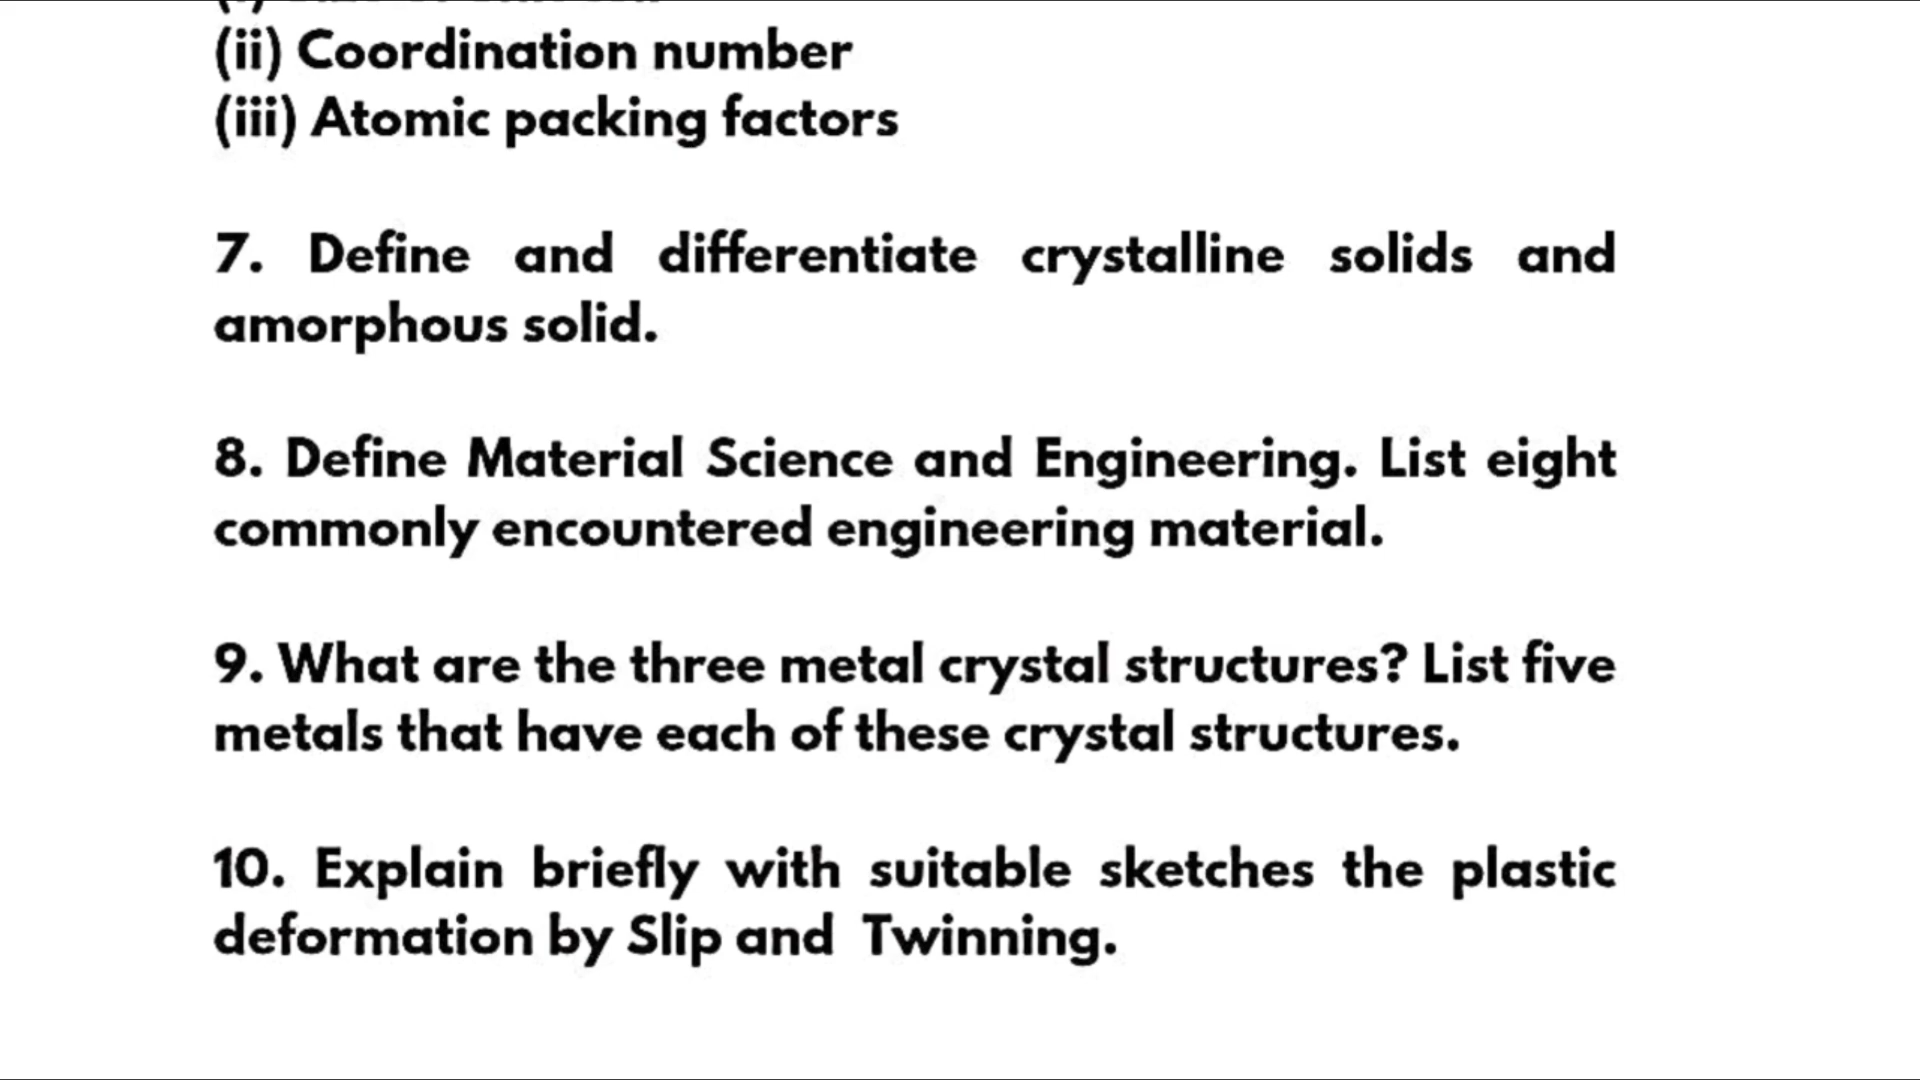 (ii) Coordination number
(iii) Atomic packing factors
7. Define and differentiate crystalline solids and
amorphous solid.
8. Define Material Science and Engineering. List eight
commonly encountered engineering material.
9. What are the three metal crystal structures? List five
metals that have each of these crystal structures.
10. Explain briefly with suitable sketches the plastic
deformation by Slip and Twinning.